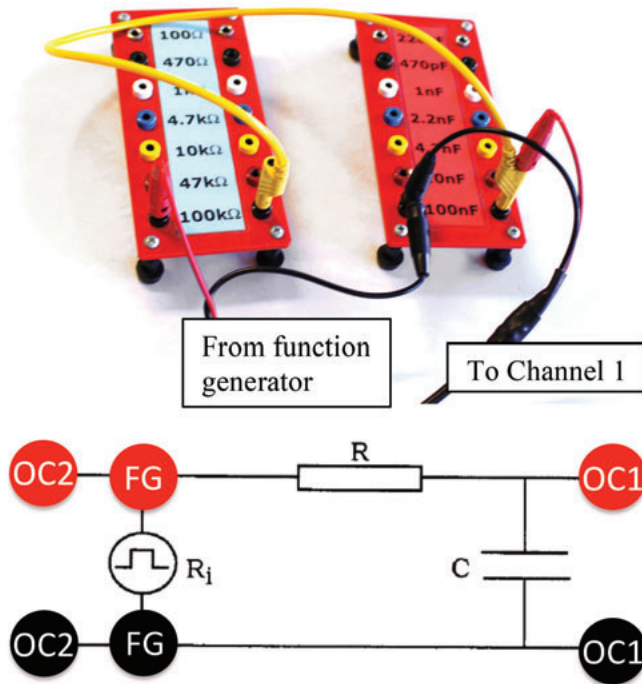 100Ω
470Ω
4.7kΩ
10kΩ
47kΩ
100kΩ
470pF
1nF
2.2nF
100nF
From function
generator
To Channel 1
R
OC2 FG OC1
Ri
C
OC2 FG OC1